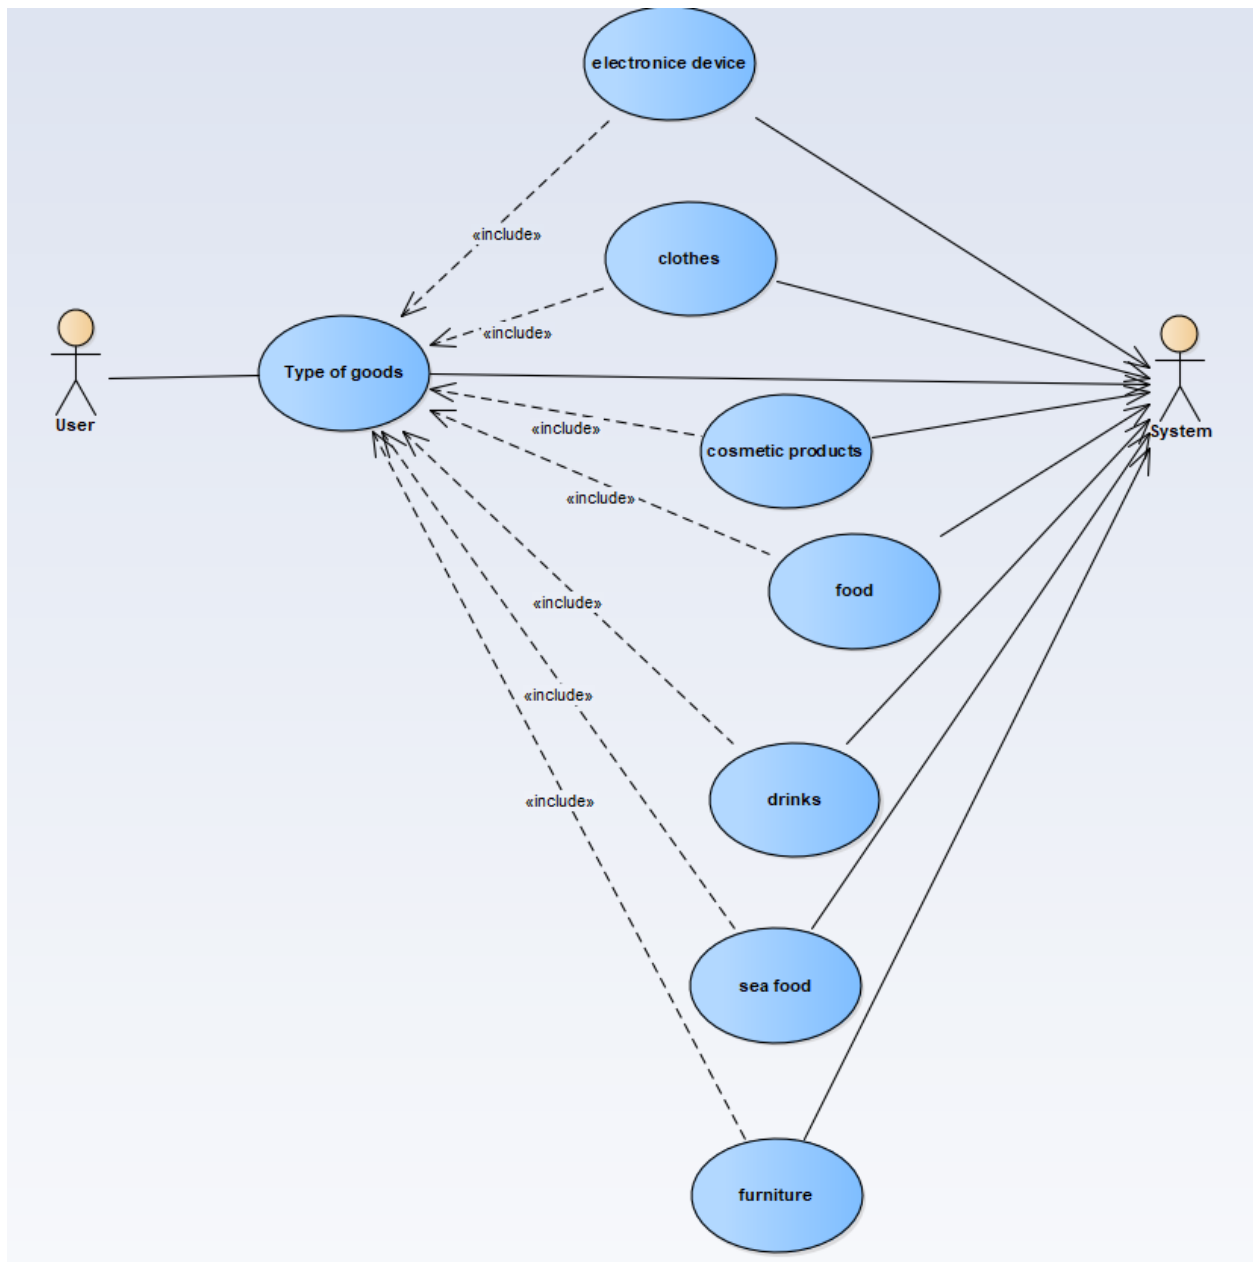 electronice device
«include»
clothes
«include»
Type of goods
User
System
«include»
cosmetic products
«include»
food
«include»
«include»
drinks
«include»
sea food
furniture